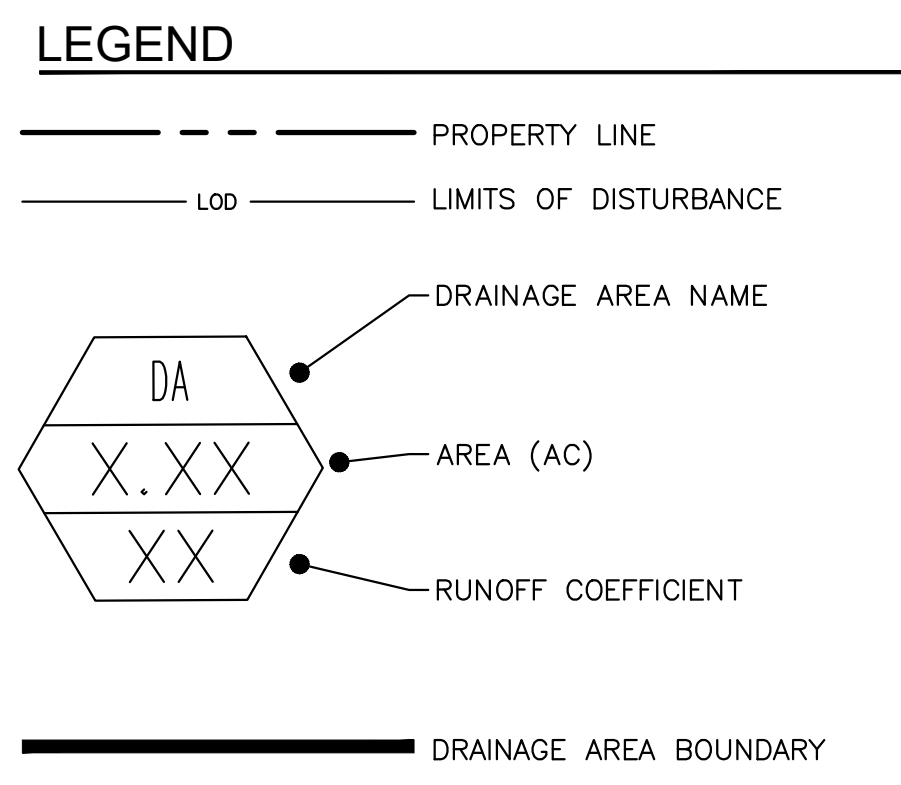 LEGEND
PROPERTY LINE
LOD LIMITS OF DISTURBANCE
DRAINAGE AREA NAME
DA
X.XX AREA (AC)
XX RUNOFF COEFFICIENT
DRAINAGE AREA BOUNDARY